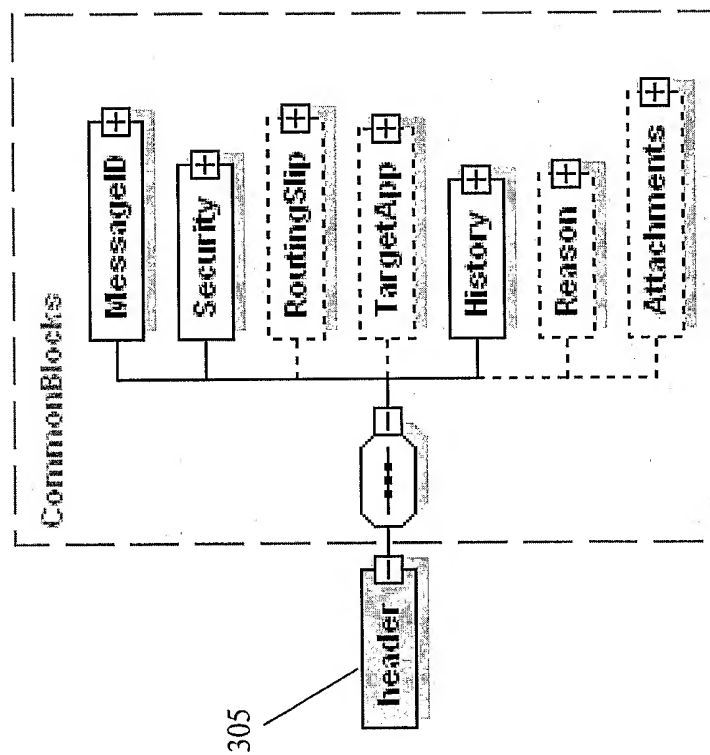 CommonBlocks
305
header
MessageID
Security
RoutingSlip
TargetApp
History
Reason
Attachments